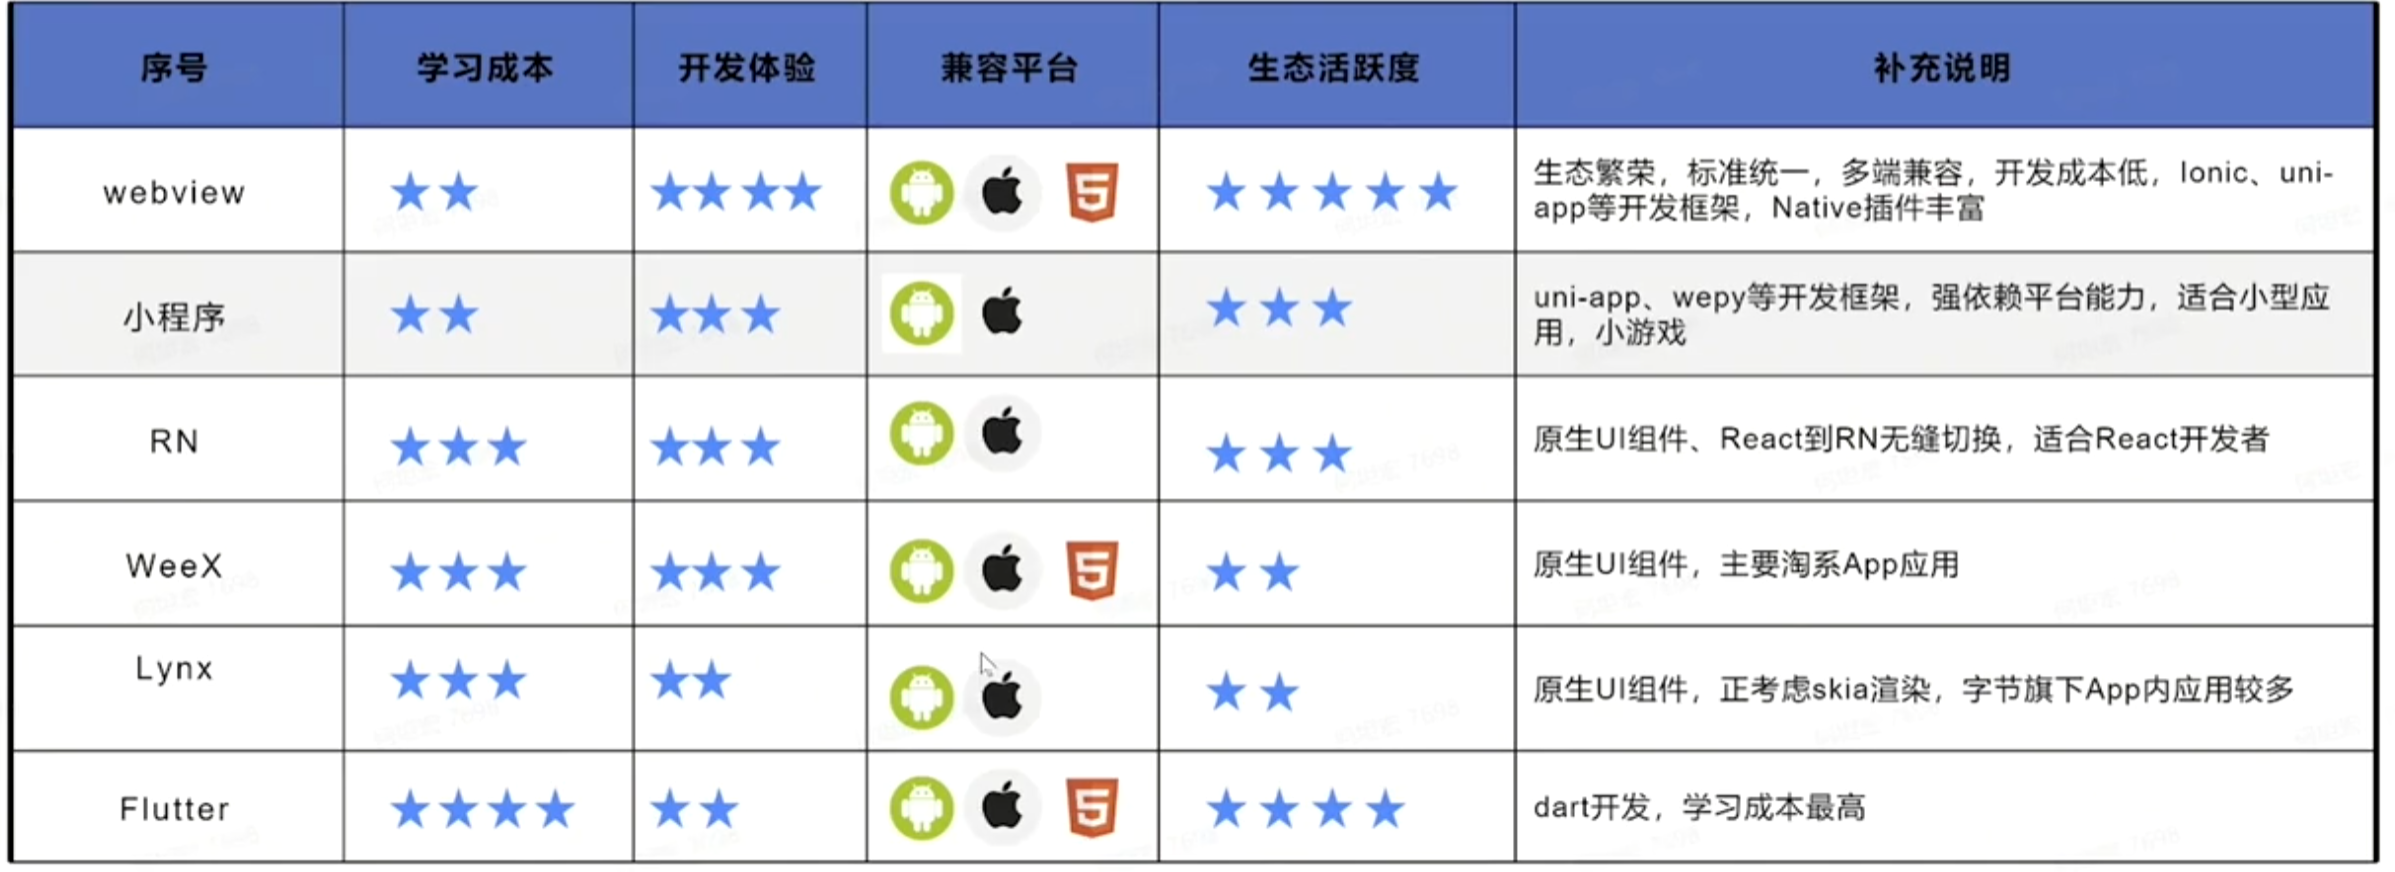 序号 学习成本 开发体验 兼容平台 生态活跃度 补充说明
webview
生态繁荣，标准统一，多端兼容，开发成本低，Ionic、uni-
app等开发框架，Native插件丰富
小程序
uni-app、wepy等开发框架，强依赖平台能力，适合小型应
用，小游戏
RN
原生UI组件、React到RN无缝切换，适合React开发者
WeeX
原生UI组件，主要淘系App应用
Lynx
原生UI组件，正考虑skia渲染，字节旗下App内应用较多
Flutter
dart开发，学习成本最高